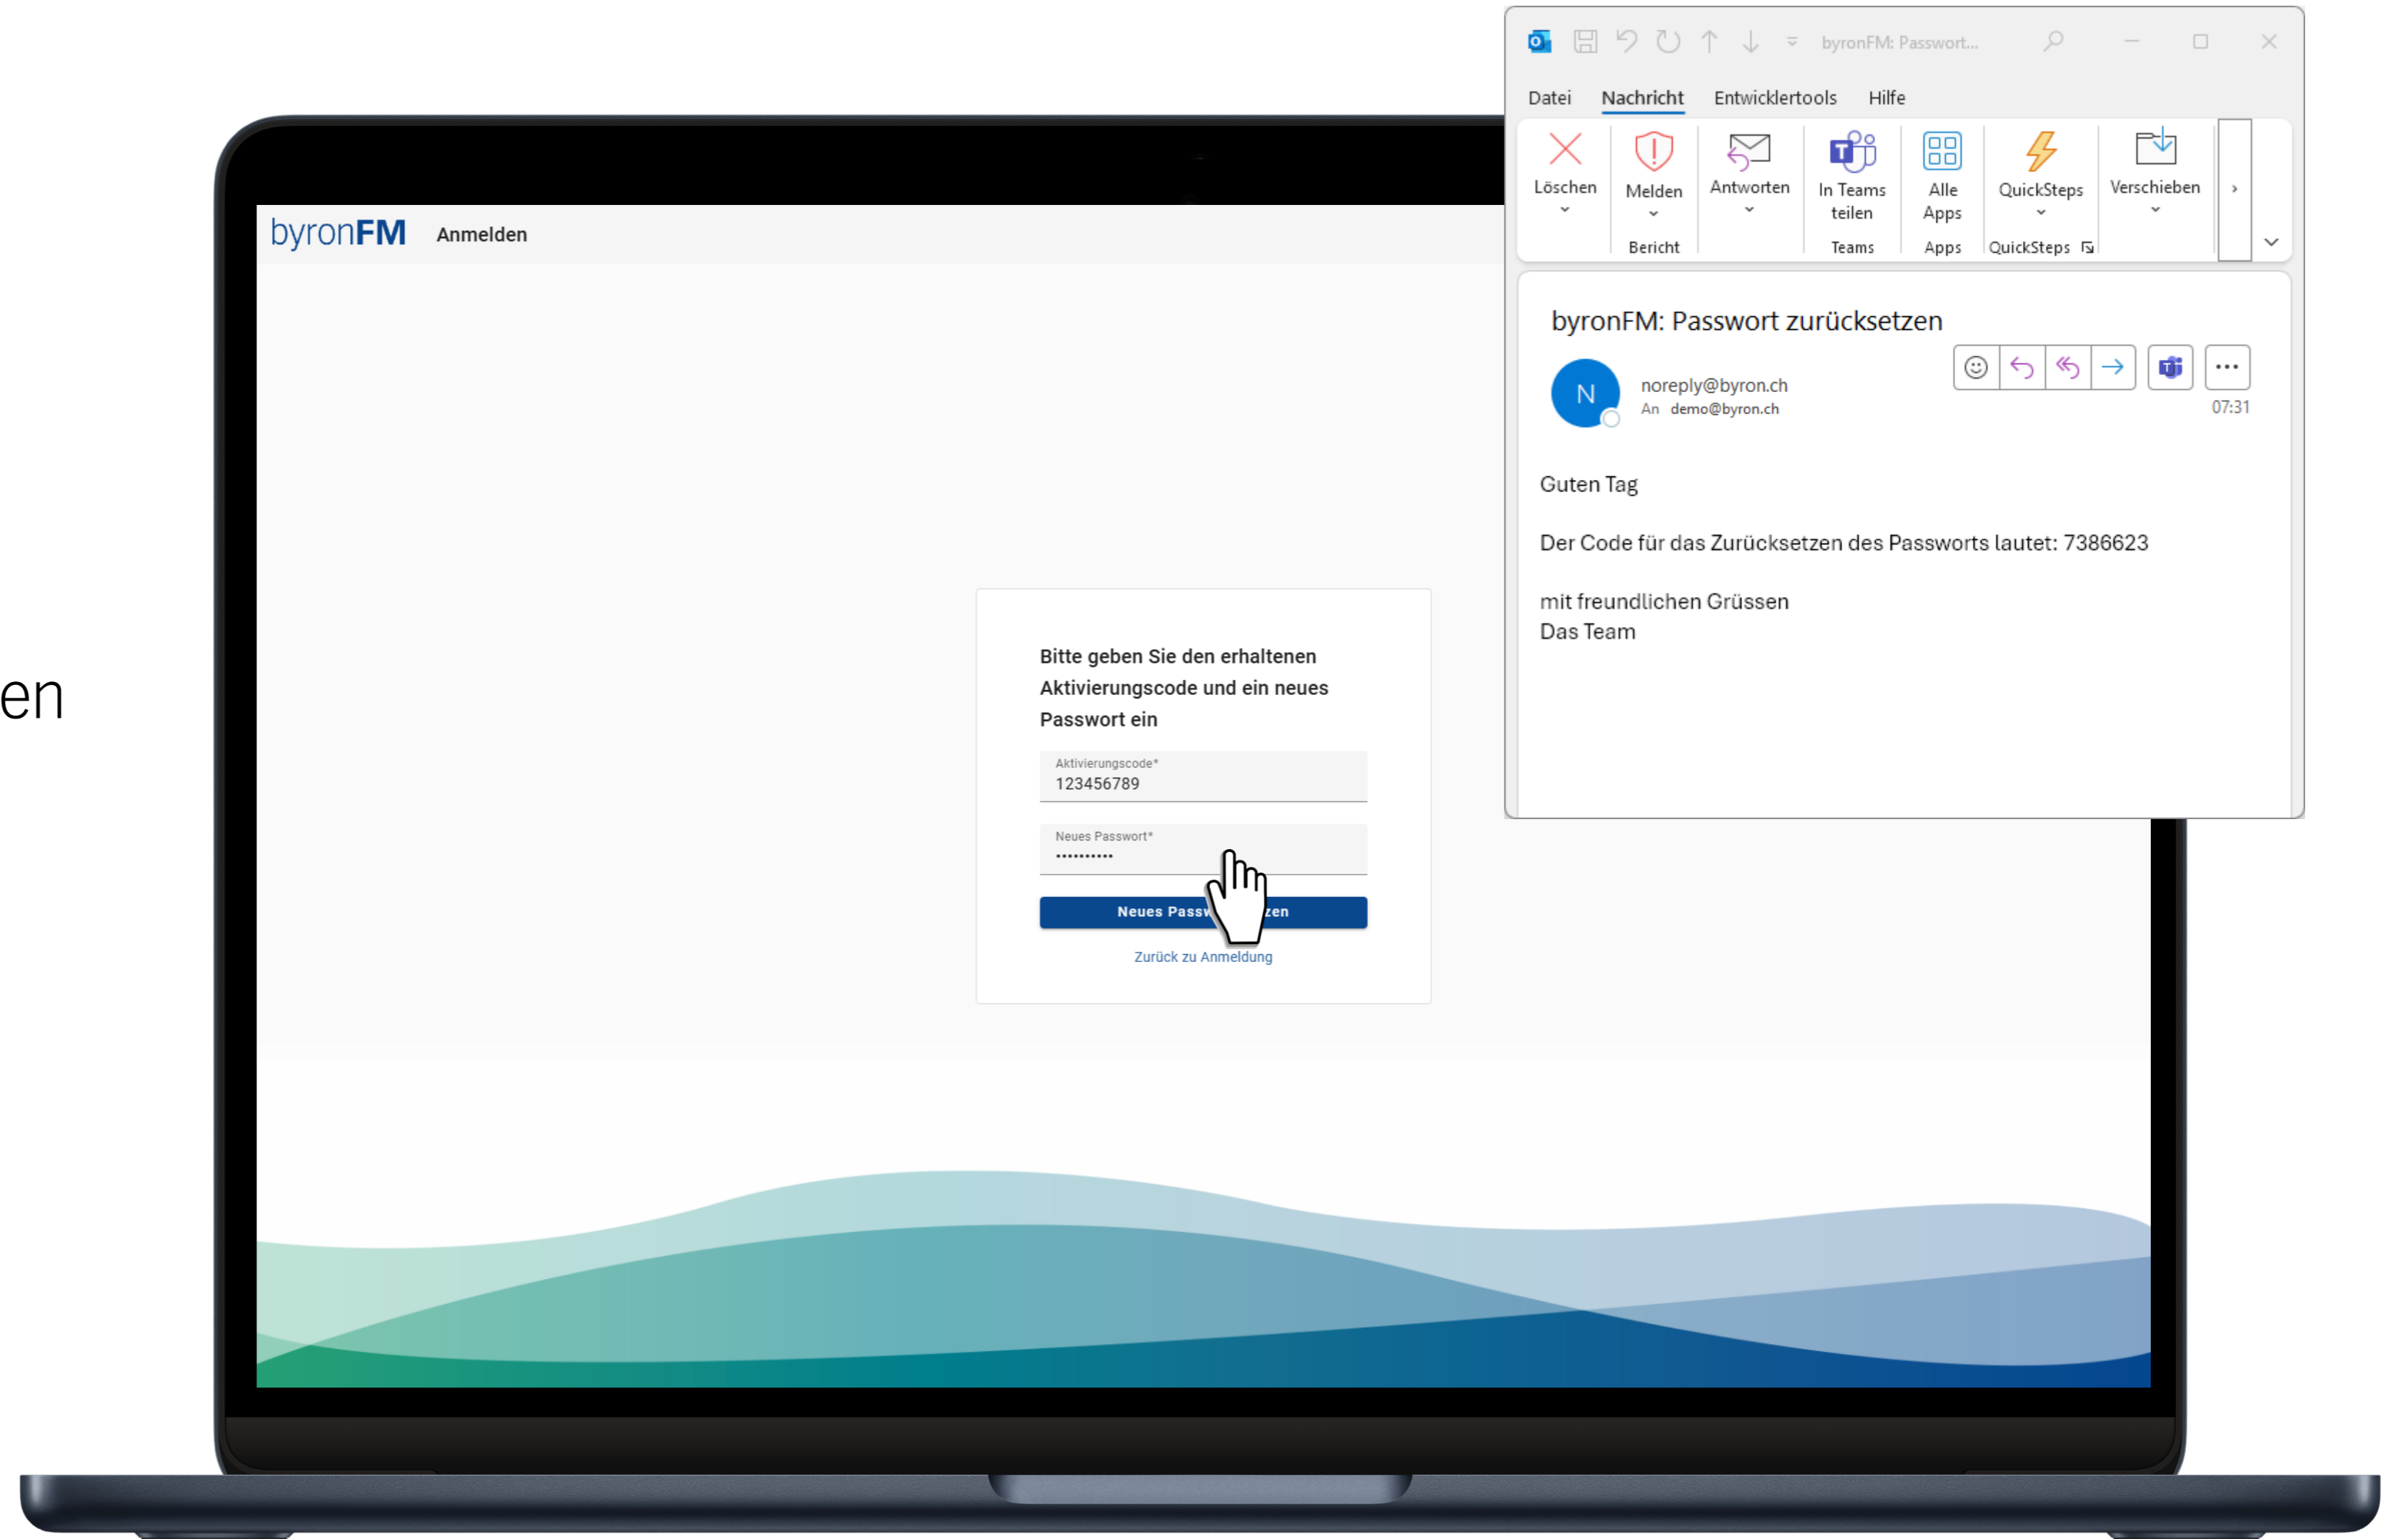 en
byronFM Anmelden
Bitte geben Sie den erhaltenen
Aktivierungscode und ein neues
Passwort ein
Aktivierungscode*
123456789
Neues Passwort*
••••••••••
Neues
Zurück zu Anmeldung
byronFM: Passwort...
Datei Nachricht Entwicklertools Hilfe
Löschen Melden Antworten In Teams teilen Alle Apps QuickSteps Verschieben
Bericht Teams Apps QuickSteps
byronFM: Passwort zurücksetzen
N
noreply@byron.ch
An demo@byron.ch
07:31
Guten Tag
Der Code für das Zurücksetzen des Passworts lautet: 7386623
mit freundlichen Grüssen
Das Team